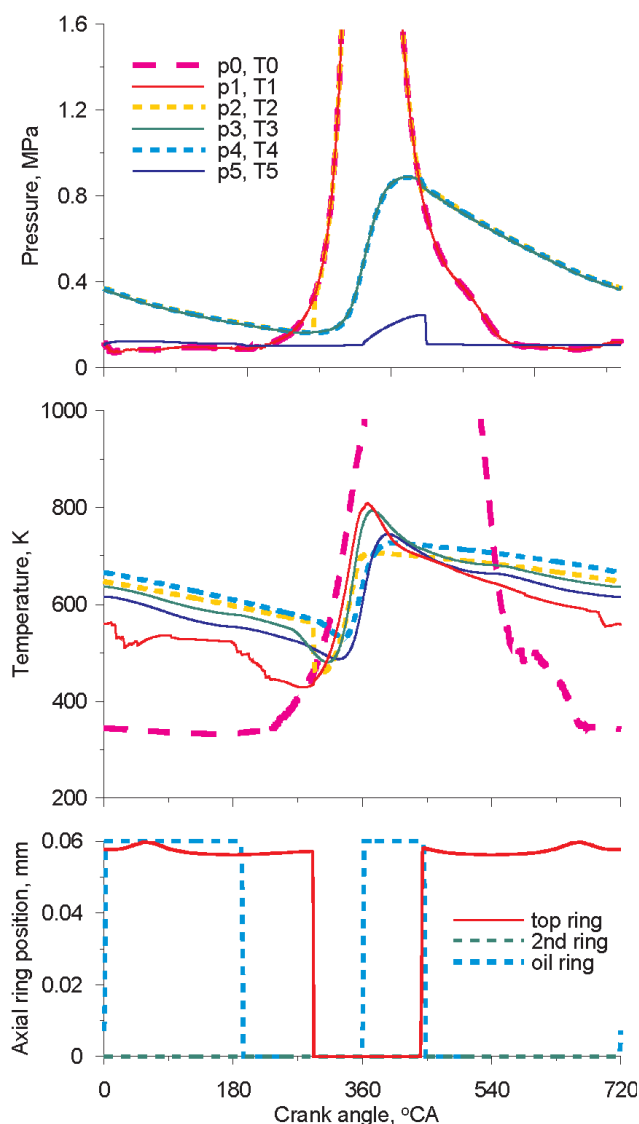 1.6
1.2
0.8
0.4
0
Pressure, MPa
p0, T0
p1, T1
p2, T2
p3, T3
p4, T4
p5, T5
1000
800
600
400
200
Temperature, K
0.06
0.04
0.02
0
Axial ring position, mm
top ring
2nd ring
oil ring
0 180 360 540 720
Crank angle, ºCA